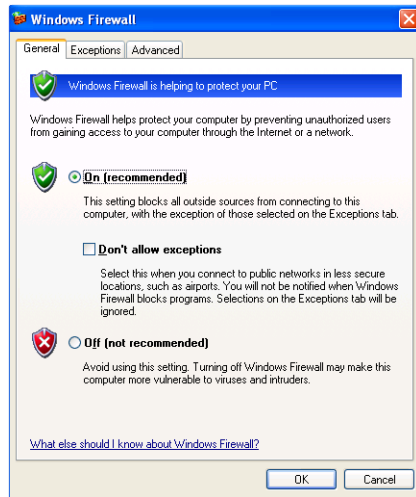 Windows Firewall
General Exceptions Advanced
Windows Firewall is helping to protect your PC
Windows Firewall helps protect your computer by preventing unauthorized users
from gaining access to your computer through the Internet or a network.
On (recommended)
This setting blocks all outside sources from connecting to this
computer, with the exception of those selected on the Exceptions tab.
Don't allow exceptions
Select this when you connect to public networks in less secure
locations, such as airports. You will not be notified when Windows
Firewall blocks programs. Selections on the Exceptions tab will be
ignored.
Off (not recommended)
Avoid using this setting. Turning off Windows Firewall may make this
computer more vulnerable to viruses and intruders.
What else should I know about Windows Firewall?
OK Cancel